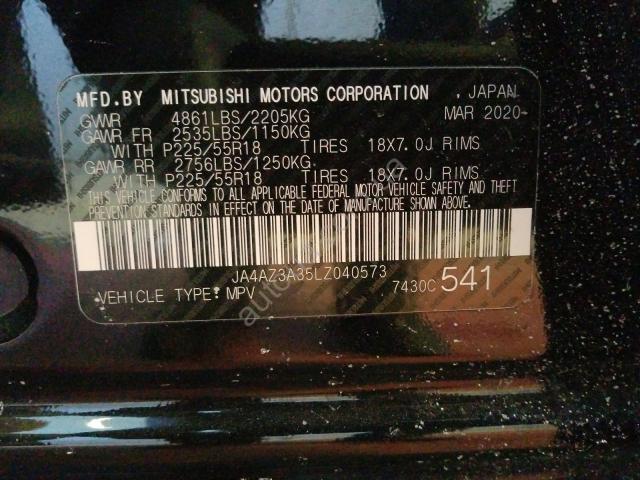 MFD.BY MITSUBISHI MOTORS CORPORATION , JAPAN
GVWR 4861LBS/2205KG MAR 2020
GAWR FR 2535LBS/1150KG
WITH P225/55R18 TIRES 18X7.0J RIMS
GAWR RR 2756LBS/1250KG
WITH P225/55R18 TIRES 18X7.0J RIMS
THIS VEHICLE CONFORMS TO ALL APPLICABLE FEDERAL MOTOR VEHICLE SAFETY AND THEFT
PREVENTION STANDARDS IN EFFECT ON THE DATE OF MANUFACTURE SHOWN ABOVE.
JA4AZ3A35LZ040573
VEHICLE TYPE: MPV 7430C 541